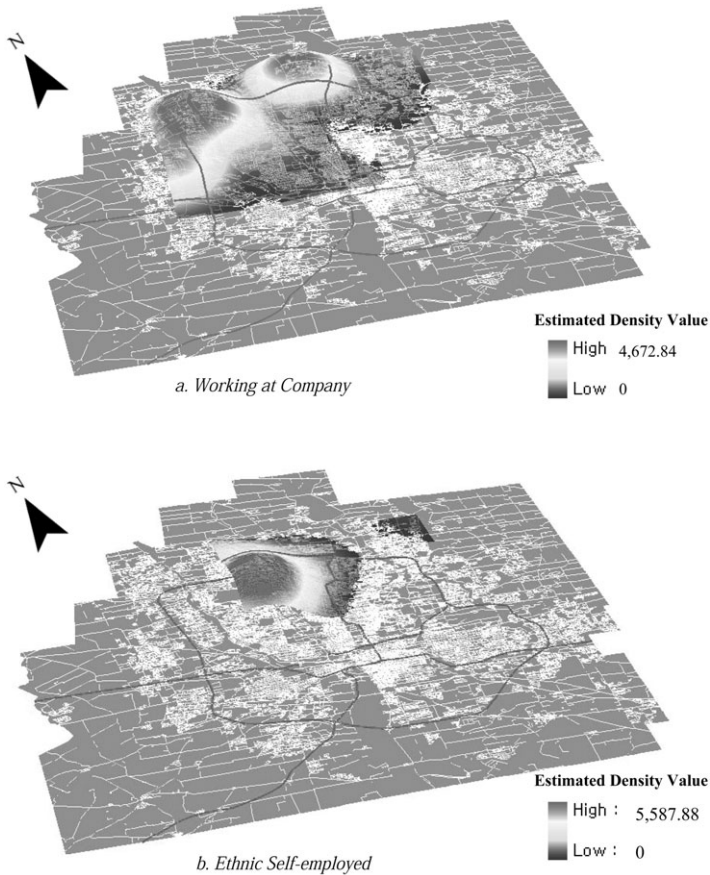 N
Estimated Density Value
High 4,672.84
Low 0
a. Working at Company
N
Estimated Density Value
High : 5,587.88
Low : 0
b. Ethnic Self-employed